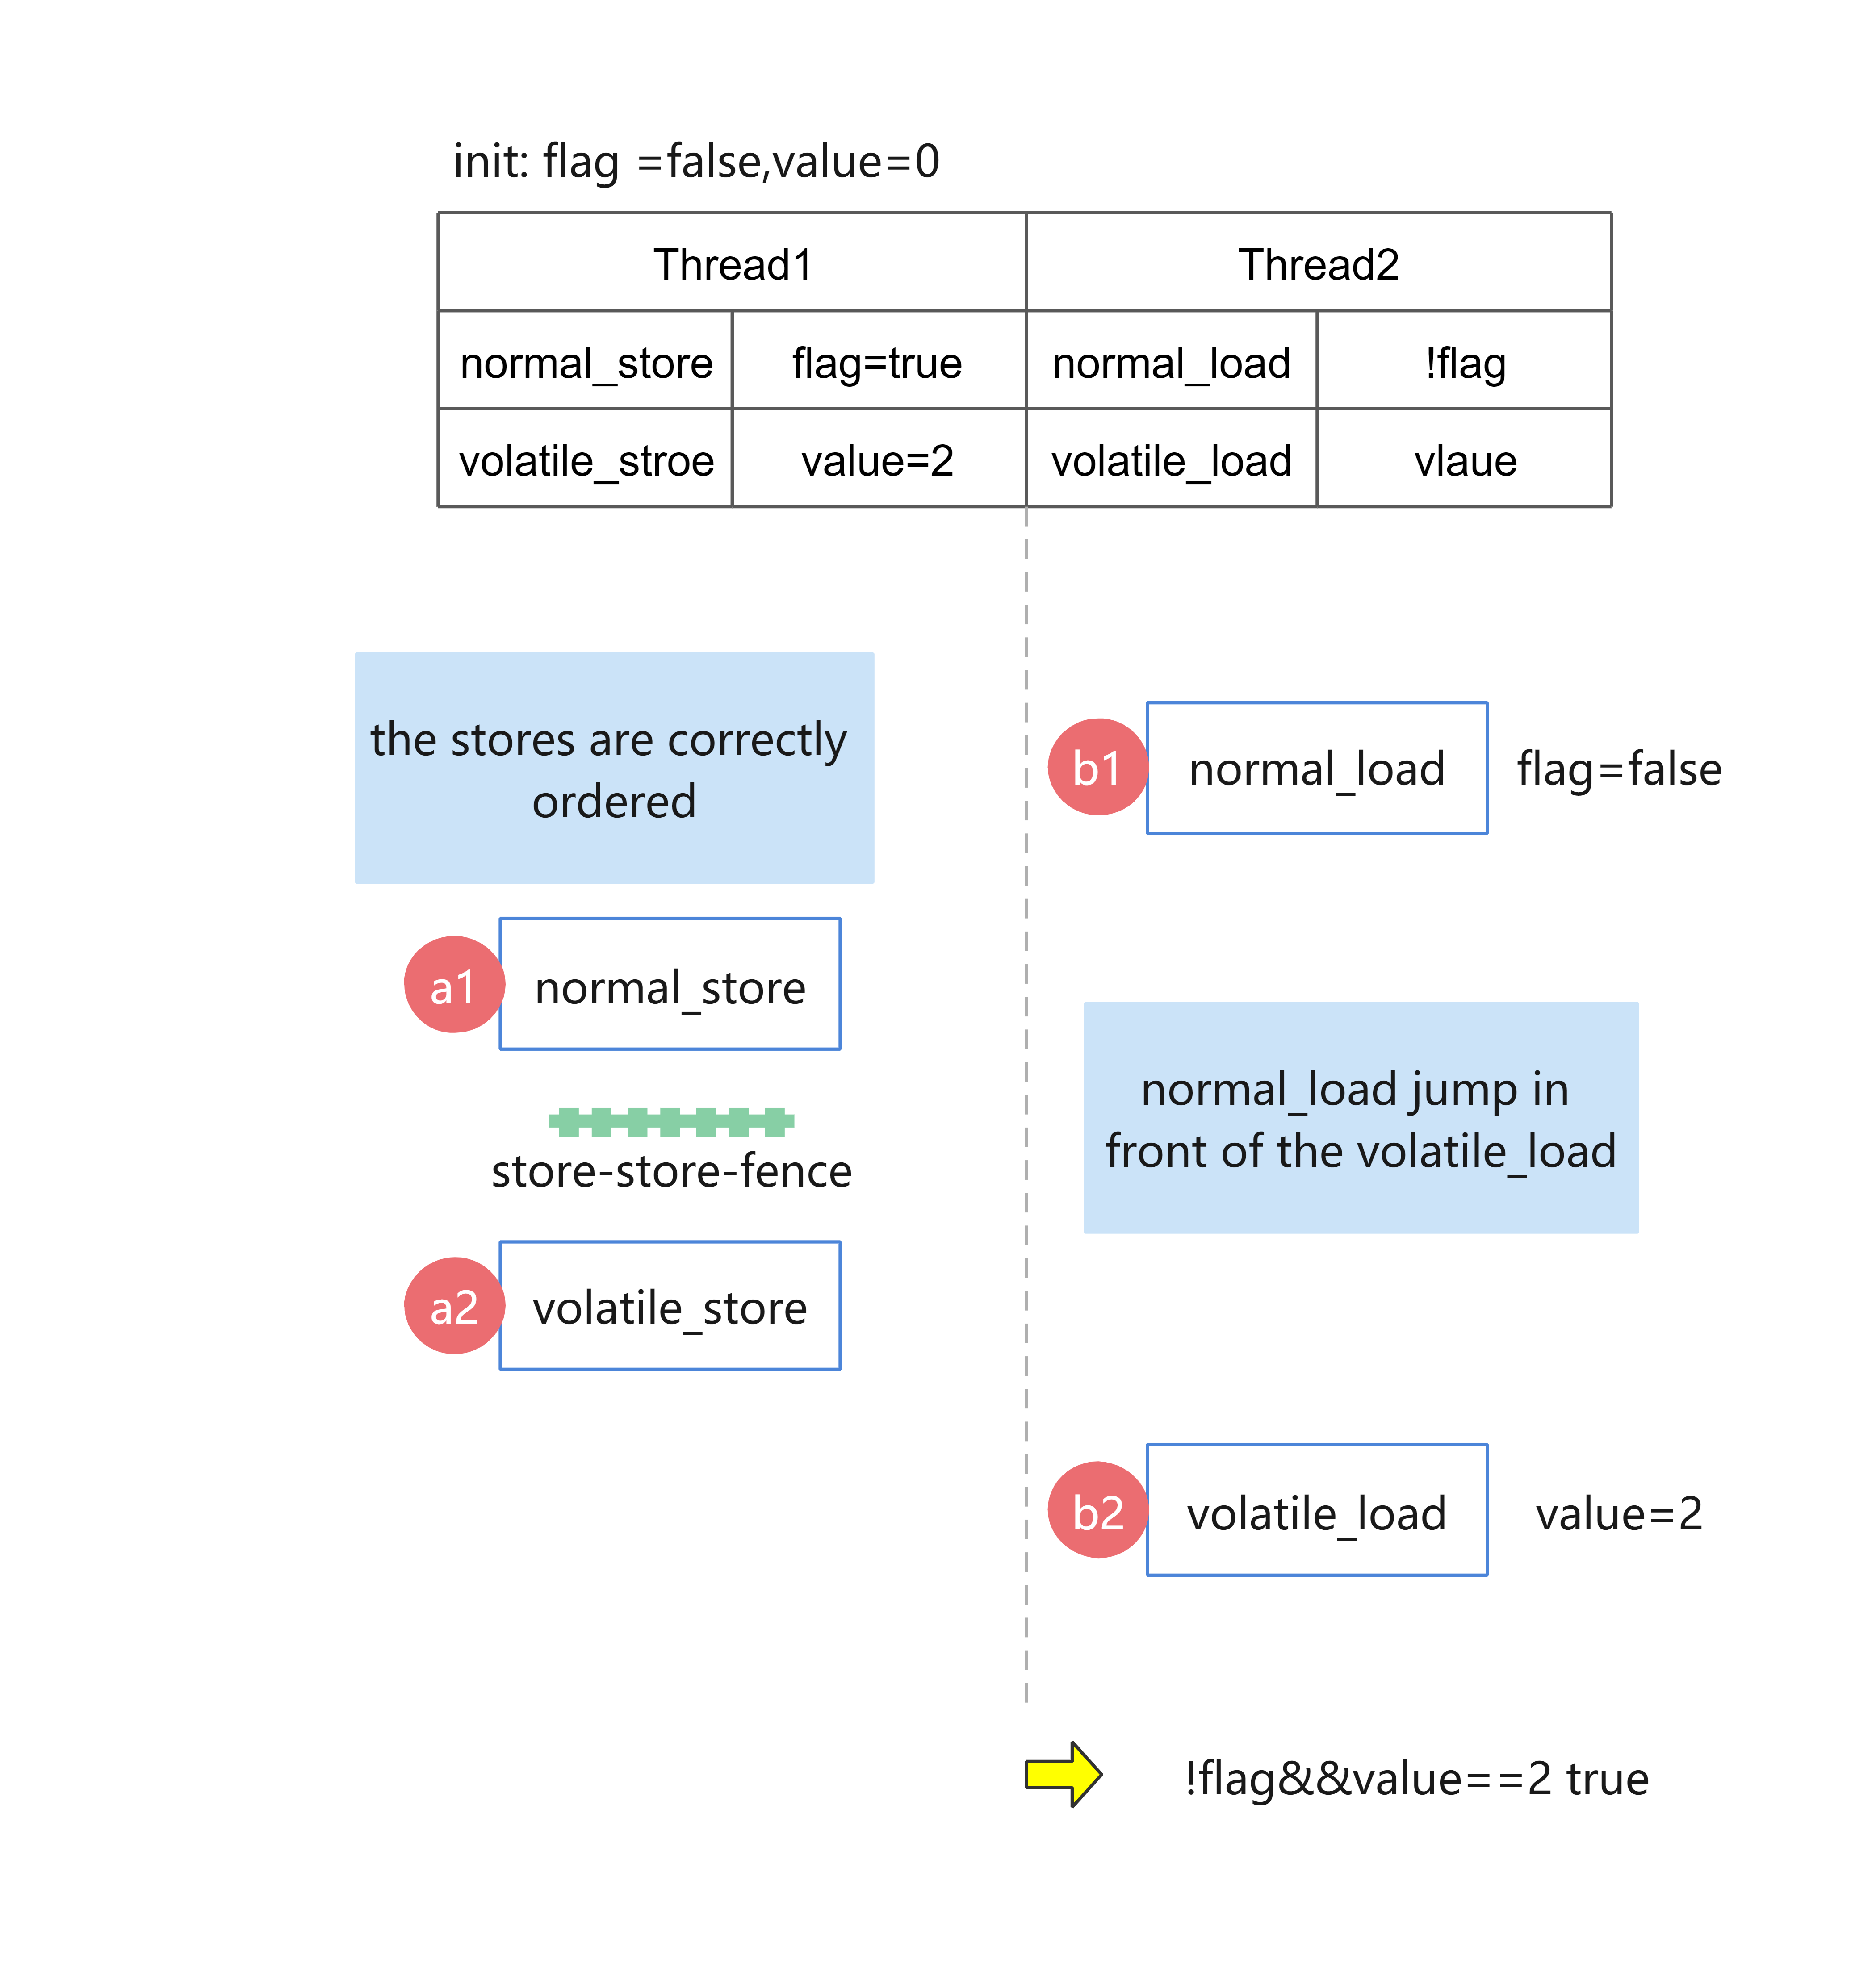 init: flag =false,value=0
Thread1
Thread2
normal_store
flag=true
normal_load
!flag
volatile_stroe
value=2
volatile_load
vlaue
the stores are correctly
ordered
b1
normal_load
flag=false
a1
normal_store
normal_load jump in
front of the volatile_load
store-store-fence
a2
volatile_store
b2
volatile_load
value=2
!flag&&value==2 true